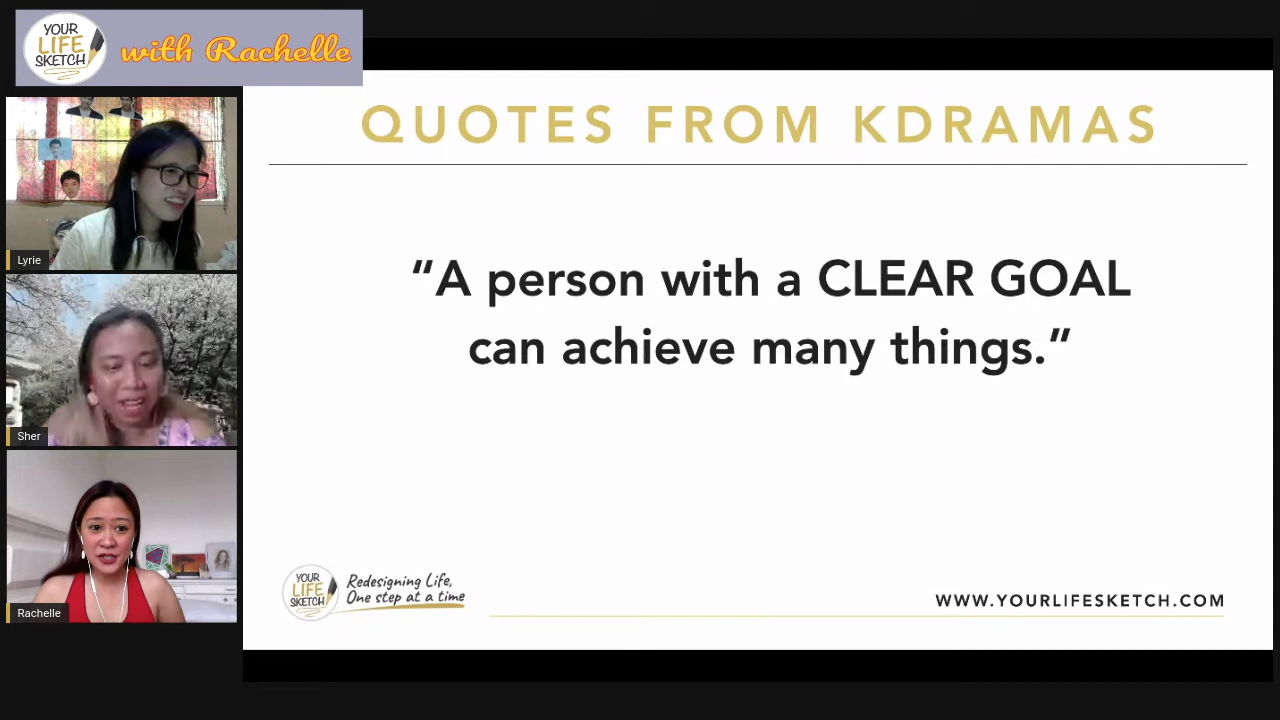 YOUR
LIFE
SKETCH
with Rachelle
Lyrie
Sher
Rachelle
QUOTES FROM KDRAMAS
“A person with a CLEAR GOAL
can achieve many things.”
YOUR
LIFE
SKETCH
Redesigning Life,
One step at a time
WWW.YOURLIFESKETCH.COM